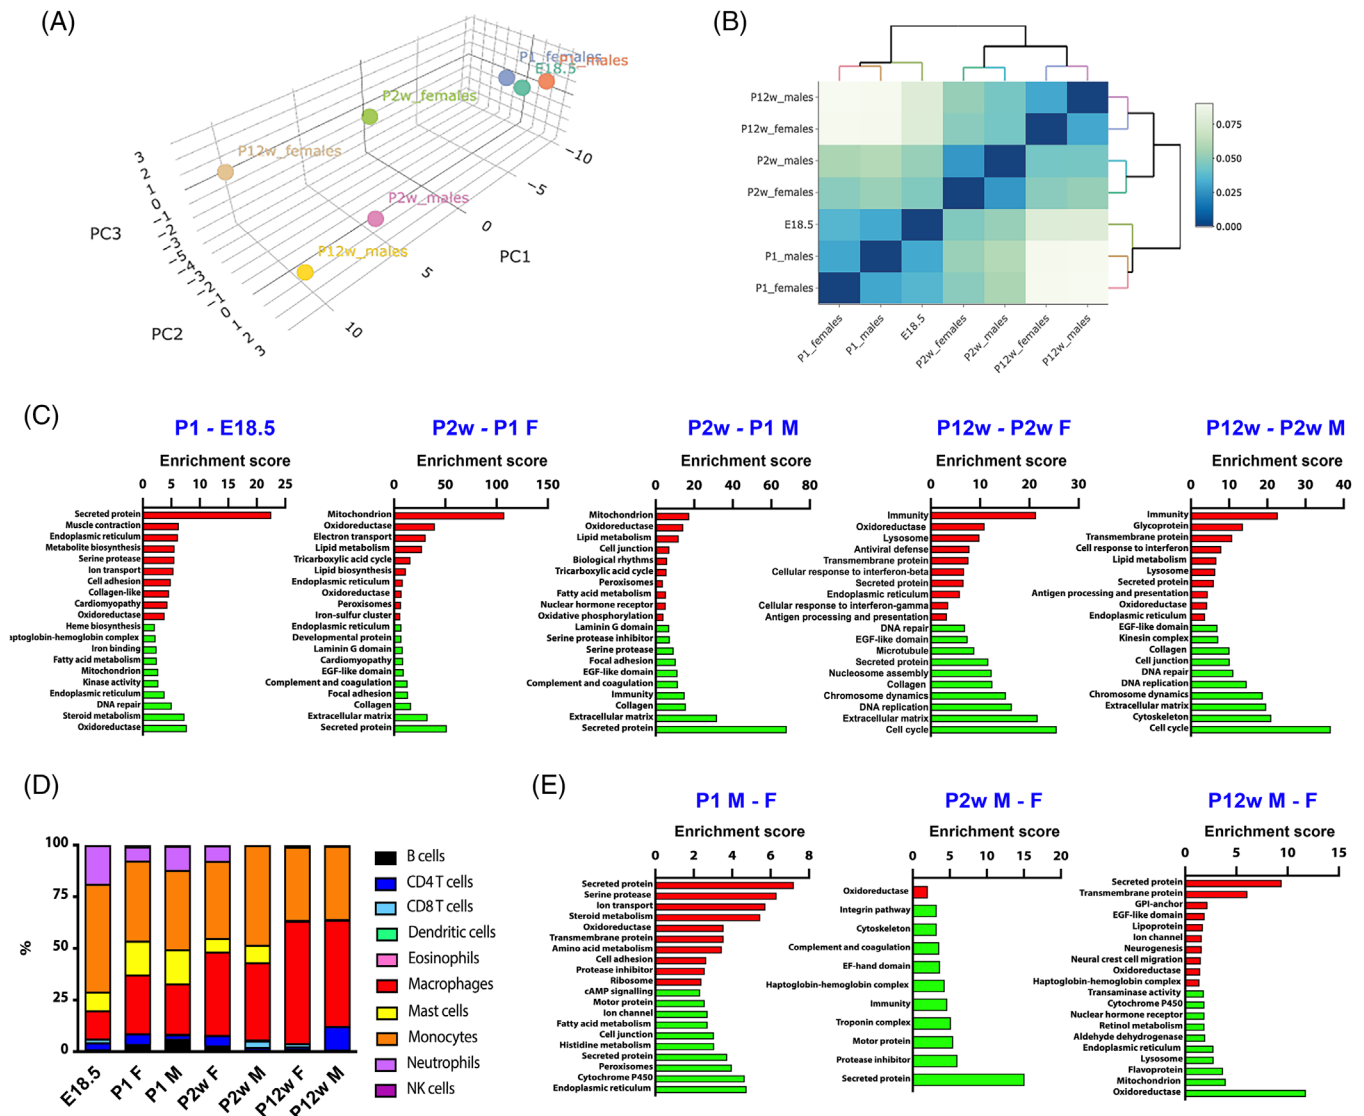 (A)
P1_females
P1_males
E18.5
P2w_females
P12w_females
P2w_males
P12w_males
PC3
PC2
PC1
−10
−5
0
5
10
(B)
P12w_males
P12w_females
P2w_males
P2w_females
E18.5
P1_males
P1_females
P1_females
P1_males
E18.5
P2w_females
P2w_males
P12w_females
P12w_males
0.075
0.050
0.025
0.000
(C)
P1 - E18.5
Enrichment score
0 5 10 15 20 25
Secreted protein
Muscle contraction
Endoplasmic reticulum
Metabolite biosynthesis
Serine protease
Ion transport
Cell adhesion
Collagen-like
Cardiomyopathy
Oxidoreductase
Heme biosynthesis
aptoglobin-hemoglobin complex
Iron binding
Fatty acid metabolism
Mitochondrion
Kinase activity
Endoplasmic reticulum
DNA repair
Steroid metabolism
Oxidoreductase
P2w - P1 F
Enrichment score
0 50 100 150
Mitochondrion
Oxidoreductase
Electron transport
Lipid metabolism
Tricarboxylic acid cycle
Lipid biosynthesis
Endoplasmic reticulum
Oxidoreductase
Peroxisomes
Iron-sulfur cluster
Endoplasmic reticulum
Developmental protein
Laminin G domain
Cardiomyopathy
EGF-like domain
Complement and coagulation
Focal adhesion
Collagen
Extracellular matrix
Secreted protein
P2w - P1 M
Enrichment score
0 20 40 60 80
Mitochondrion
Oxidoreductase
Lipid metabolism
Cell junction
Biological rhythms
Tricarboxylic acid cycle
Peroxisomes
Fatty acid metabolism
Nuclear hormone receptor
Oxidative phosphorylation
Laminin G domain
Serine protease inhibitor
Serine protease
Focal adhesion
EGF-like domain
Complement and coagulation
Immunity
Collagen
Extracellular matrix
Secreted protein
P12w - P2w F
Enrichment score
0 10 20 30
Immunity
Oxidoreductase
Lysosome
Antiviral defense
Transmembrane protein
Cellular response to interferon-beta
Secreted protein
Endoplasmic reticulum
Cellular response to interferon-gamma
Antigen processing and presentation
DNA repair
EGF-like domain
Microtubule
Secreted protein
Nucleosome assembly
Collagen
Chromosome dynamics
DNA replication
Extracellular matrix
Cell cycle
P12w - P2w M
Enrichment score
0 10 20 30 40
Immunity
Glycoprotein
Transmembrane protein
Cell response to interferon
Lipid metabolism
Lysosome
Secreted protein
Antigen processing and presentation
Oxidoreductase
Endoplasmic reticulum
EGF-like domain
Kinesin complex
Collagen
Cell junction
DNA repair
DNA replication
Chromosome dynamics
Extracellular matrix
Cytoskeleton
Cell cycle
(D)
100
75
50
25
0
%
E18.5
P1 F
P1 M
P2w F
P2w M
P12w F
P12w M
B cells
CD4 T cells
CD8 T cells
Dendritic cells
Eosinophils
Macrophages
Mast cells
Monocytes
Neutrophils
NK cells
(E)
P1 M - F
Enrichment score
0 2 4 6 8
Secreted protein
Serine protease
Ion transport
Steroid metabolism
Oxidoreductase
Transmembrane protein
Amino acid metabolism
Cell adhesion
Protease inhibitor
Ribosome
cAMP signalling
Motor protein
Ion channel
Fatty acid metabolism
Cell junction
Histidine metabolism
Secreted protein
Peroxisomes
Cytochrome P450
Endoplasmic reticulum
P2w M - F
Enrichment score
0 5 10 15 20
Oxidoreductase
Integrin pathway
Cytoskeleton
Complement and coagulation
EF-hand domain
Haptoglobin-hemoglobin complex
Immunity
Troponin complex
Motor protein
Protease inhibitor
Secreted protein
P12w M - F
Enrichment score
0 5 10 15
Secreted protein
Transmembrane protein
GPI-anchor
EGF-like domain
Lipoprotein
Ion channel
Neurogenesis
Neural crest cell migration
Oxidoreductase
Haptoglobin-hemoglobin complex
Transaminase activity
Cytochrome P450
Nuclear hormone receptor
Retinol metabolism
Aldehyde dehydrogenase
Endoplasmic reticulum
Lysosome
Flavoprotein
Mitochondrion
Oxidoreductase